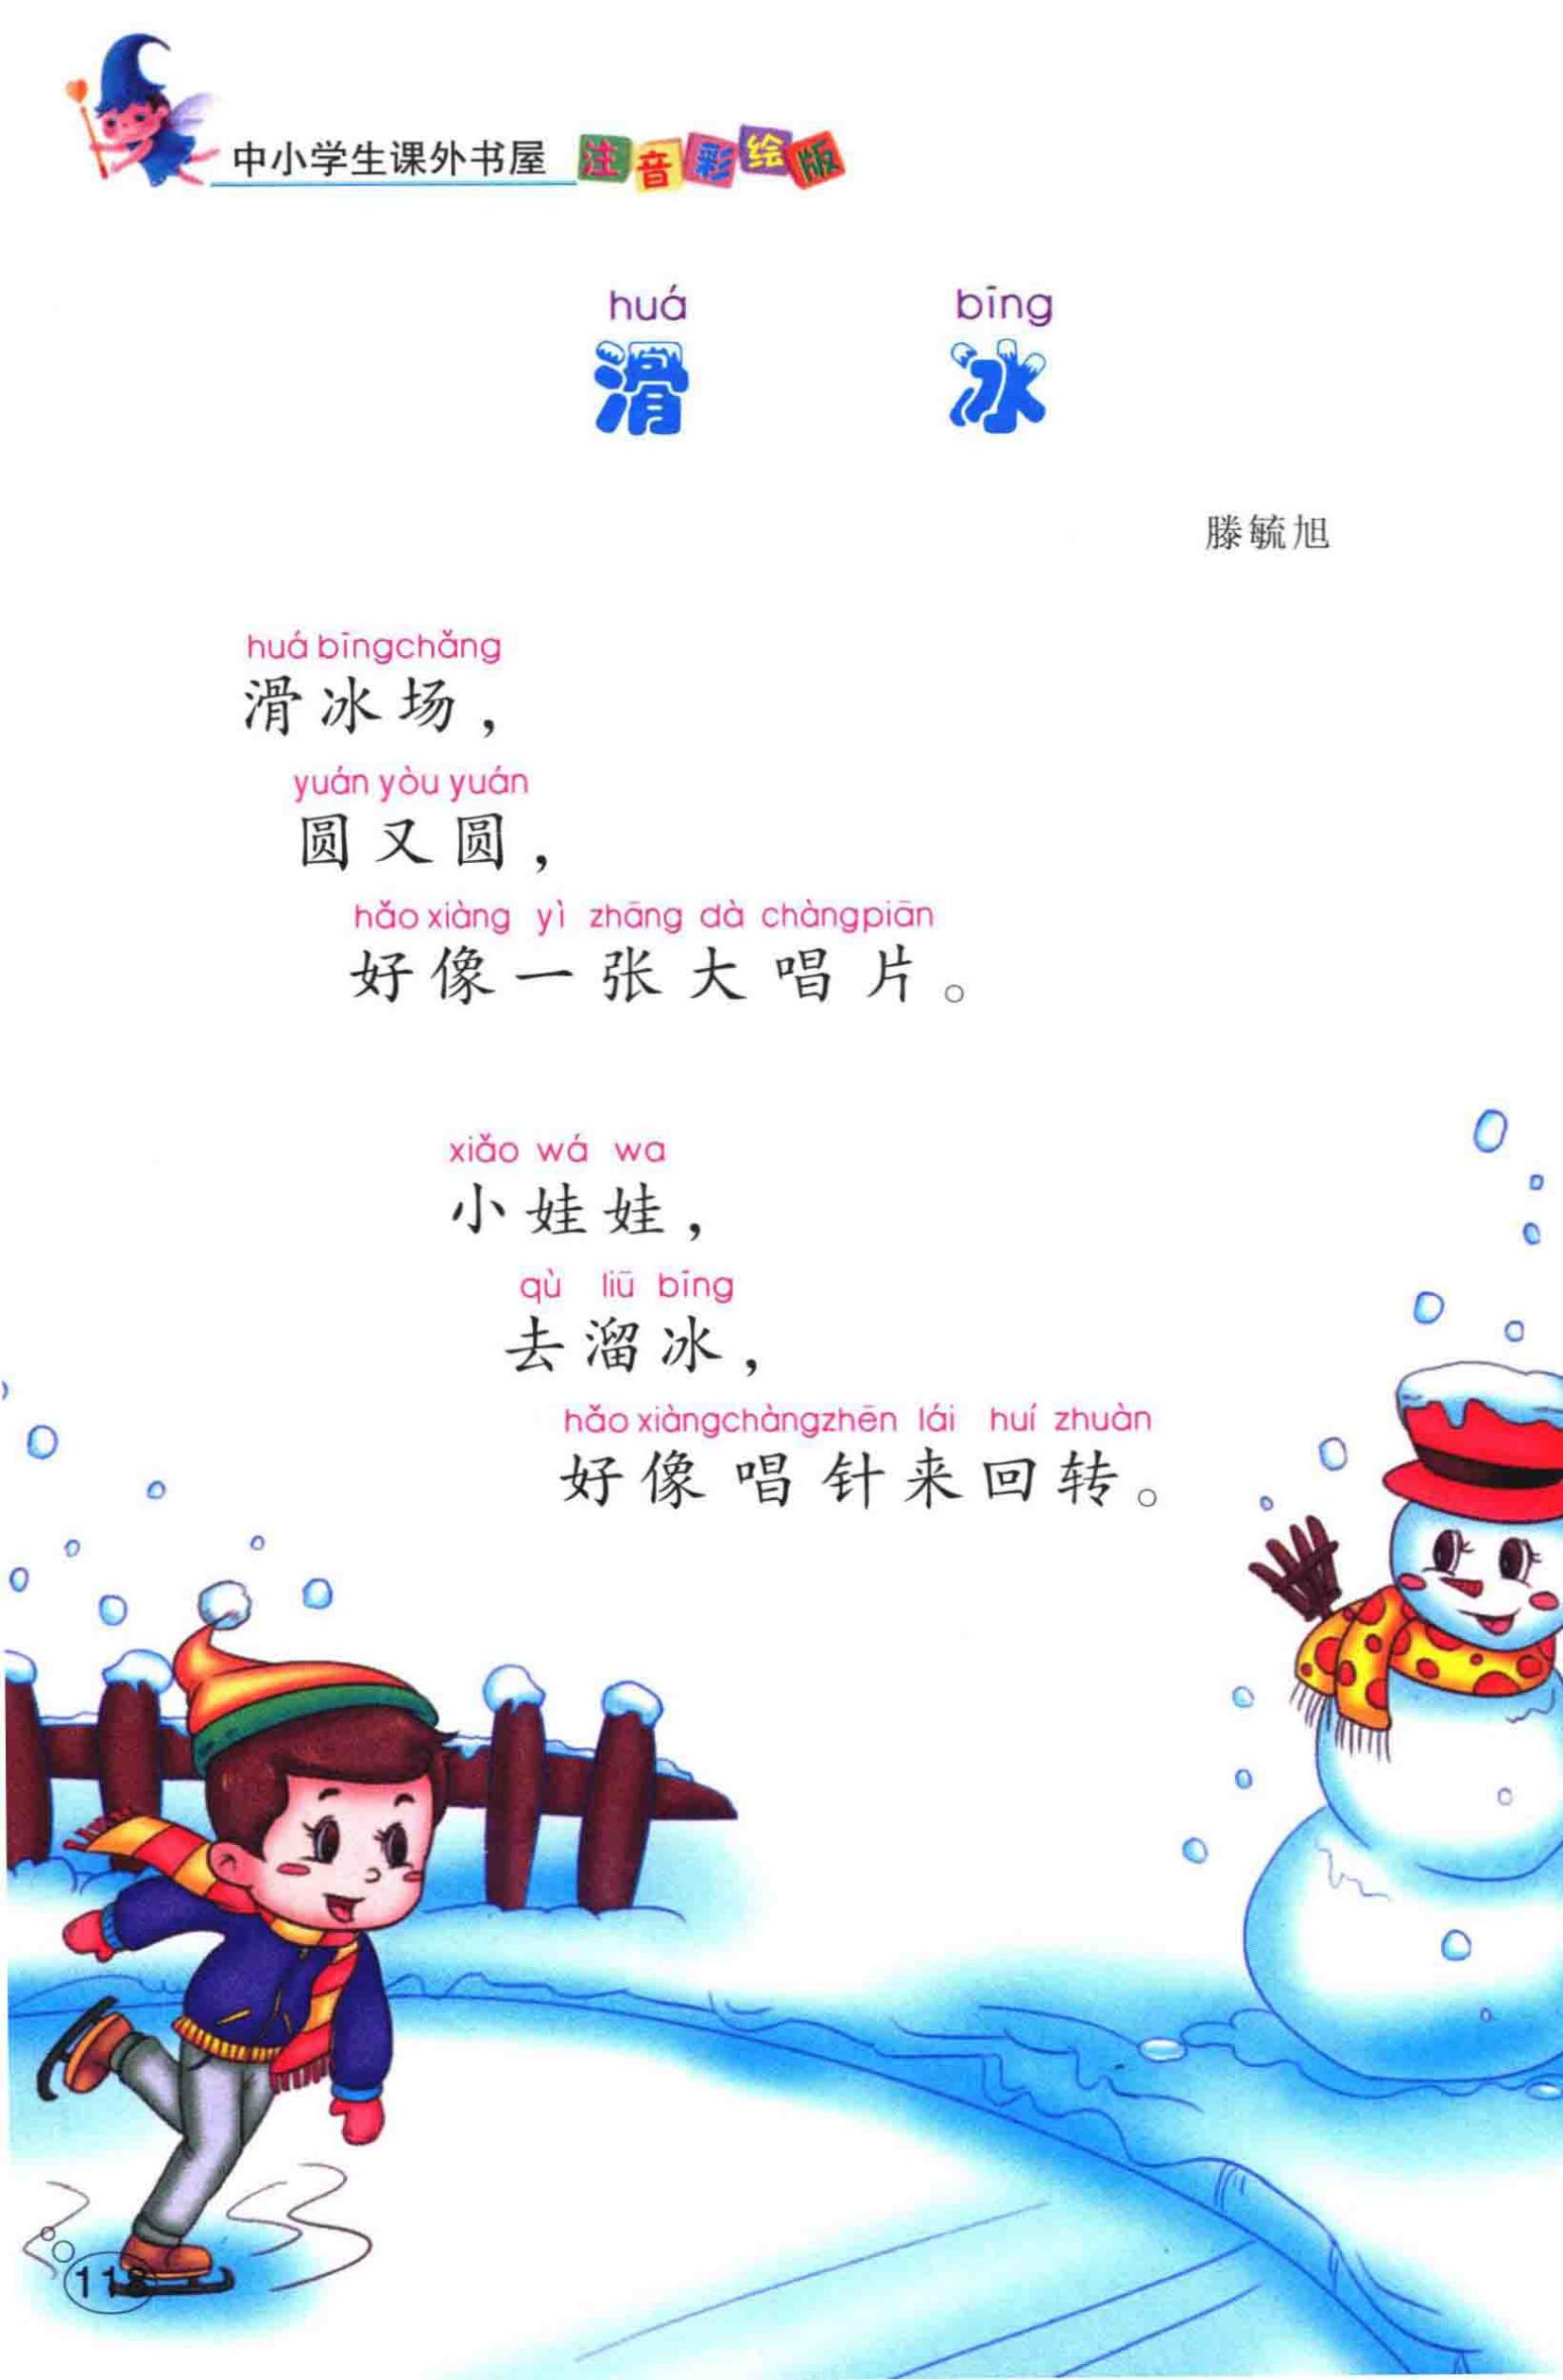 中小学生课外书屋 注音彩绘版
huá bīng
滑 冰
滕毓旭
huá bīngchǎng
滑冰场，
yuán yòu yuán
圆又圆，
hǎo xiàng yì zhāng dà chàngpiān
好像一张大唱片。
xiǎo wá wa
小娃娃，
qù liū bīng
去溜冰，
hǎo xiàngchàngzhēn lái huí zhuàn
好像唱针来回转。
118